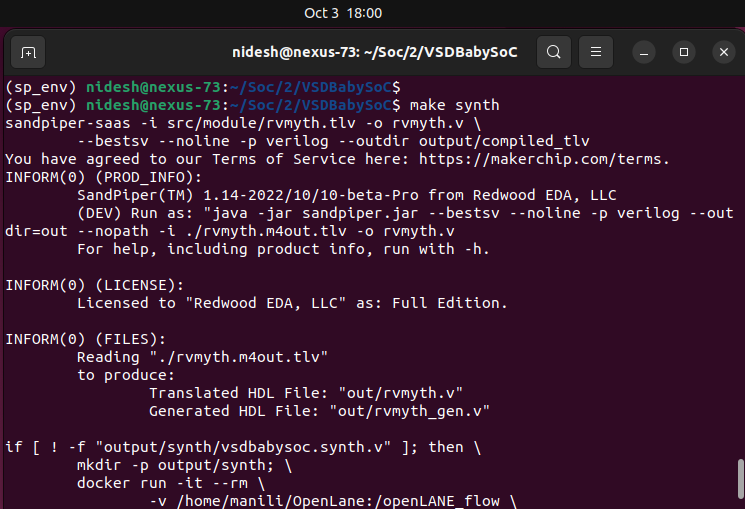 Oct 3 18:00
nidesh@nexus-73: ~/Soc/2/VSDBabySoC
(sp_env) nidesh@nexus-73:~/Soc/2/VSDBabySoC$
(sp_env) nidesh@nexus-73:~/Soc/2/VSDBabySoC$ make synth
sandpiper-saas -i src/module/rvmyth.tlv -o rvmyth.v \
        --bestsv --noline -p verilog --outdir output/compiled_tlv
You have agreed to our Terms of Service here: https://makerchip.com/terms.
INFORM(0) (PROD_INFO):
        SandPiper(TM) 1.14-2022/10/10-beta-Pro from Redwood EDA, LLC
        (DEV) Run as: "java -jar sandpiper.jar --bestsv --noline -p verilog --out
dir=out --nopath -i ./rvmyth.m4out.tlv -o rvmyth.v
        For help, including product info, run with -h.
INFORM(0) (LICENSE):
        Licensed to "Redwood EDA, LLC" as: Full Edition.
INFORM(0) (FILES):
        Reading "./rvmyth.m4out.tlv"
        to produce:
                Translated HDL File: "out/rvmyth.v"
                Generated HDL File: "out/rvmyth_gen.v"
if [ ! -f "output/synth/vsdbabysoc.synth.v" ]; then \
        mkdir -p output/synth; \
        docker run -it --rm \
                -v /home/manili/OpenLane:/openLANE_flow \